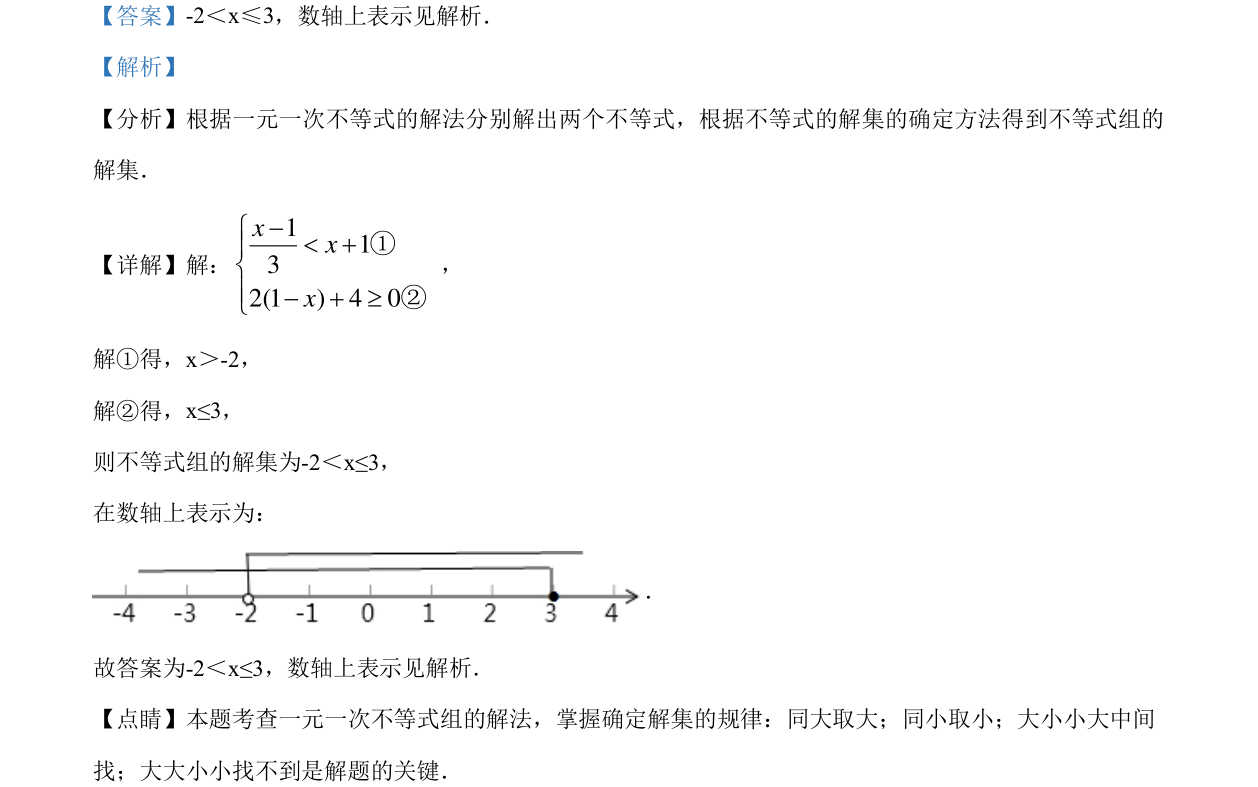 【答案】-2＜x≤3，数轴上表示见解析．
【解析】
【分析】根据一元一次不等式的解法分别解出两个不等式，根据不等式的解集的确定方法得到不等式组的
解集．
【详解】解：{ (x−1)/3 < x+1① ，
2(1−x)+4≥0②
解①得，x＞-2，
解②得，x≤3，
则不等式组的解集为-2＜x≤3，
在数轴上表示为：
-4 -3 -2 -1 0 1 2 3 4 ．
故答案为-2＜x≤3，数轴上表示见解析．
【点睛】本题考查一元一次不等式组的解法，掌握确定解集的规律：同大取大；同小取小；大小小大中间
找；大大小小找不到是解题的关键．